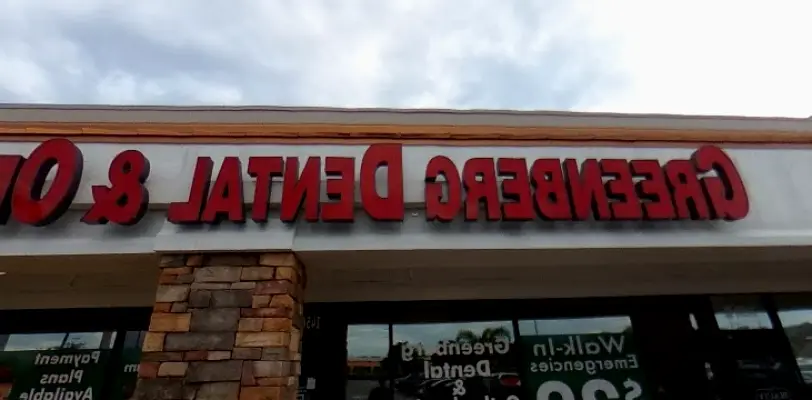 GREENBERG DENTAL & OR
Walk-In
Emergencies
Greenberg
Dental
&
Payment
Plans
Available